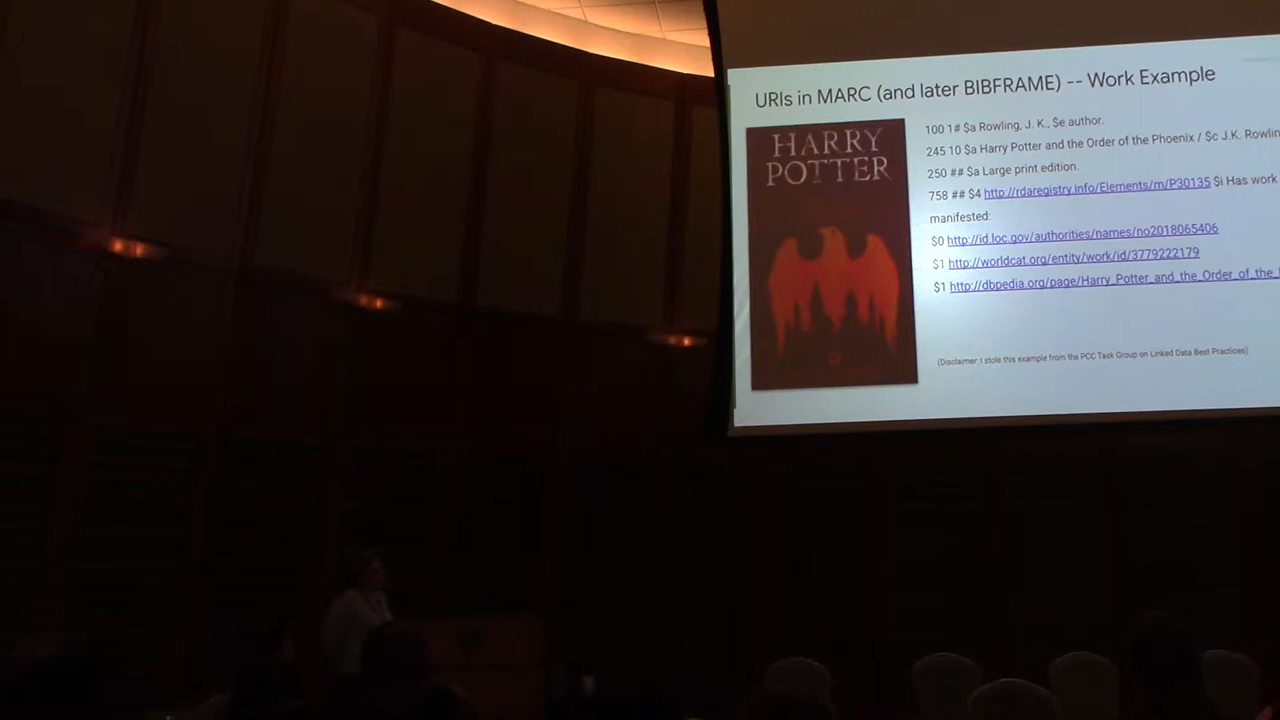 URIs in MARC (and later BIBFRAME) -- Work Example
HARRY
POTTER
100 1# $a Rowling, J. K., $e author.
245 10 $a Harry Potter and the Order of the Phoenix / $c J.K. Rowlin
250 ## $a Large print edition.
758 ## $4 http://rdaregistry.info/Elements/m/P30135 $i Has work
manifested:
$0 http://id.loc.gov/authorities/names/no2018065406
$1 http://worldcat.org/entity/work/id/3779222179
$1 http://dbpedia.org/page/Harry_Potter_and_the_Order_of_the_
(Disclaimer: I stole this example from the PCC Task Group on Linked Data Best Practices)